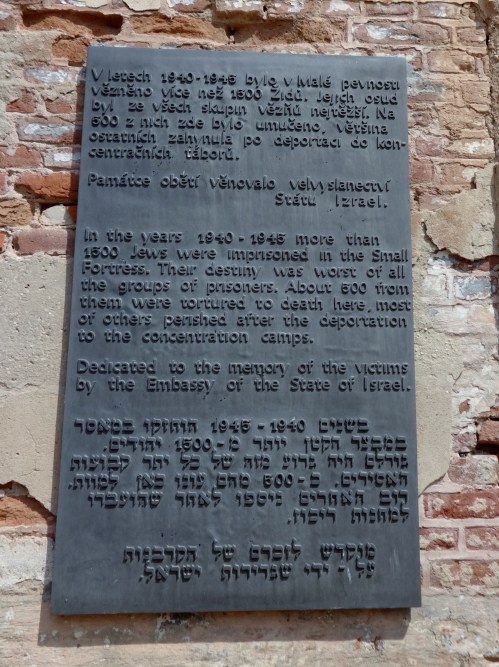 V letech 1940-1945 bylo v Malé pevnosti
vězněno více než 1500 Židů. Jejich osud
byl ze všech skupin vězňů nejtěžší. Na
500 z nich zde bylo umučeno, většina
ostatních zahynula po deportaci do kon-
centračních táborů.
Památce obětí věnovalo velvyslanectví
Státu Izrael.
In the years 1940-1945 more than
1500 Jews were imprisoned in the Small
Fortress. Their destiny was worst of all
the groups of prisoners. About 500 from
them were tortured to death here, most
of others perished after the deportation
to the concentration camps.
Dedicated to the memory of the victims
by the Embassy of the State of Israel.
בשנים 1940 - 1945 הוחזקו במאסר
במבצר הקטן יותר מ-1500 יהודים.
גורלם היה גרוע מזה של כל יתר קבוצות
האסירים. כ-500 מהם עונו כאן למוות.
רוב האחרים ניספו לאחר שהועברו
למחנות ריכוז.
מוקדש לזכרם של הקרבנות
על-ידי שגרירות ישראל.